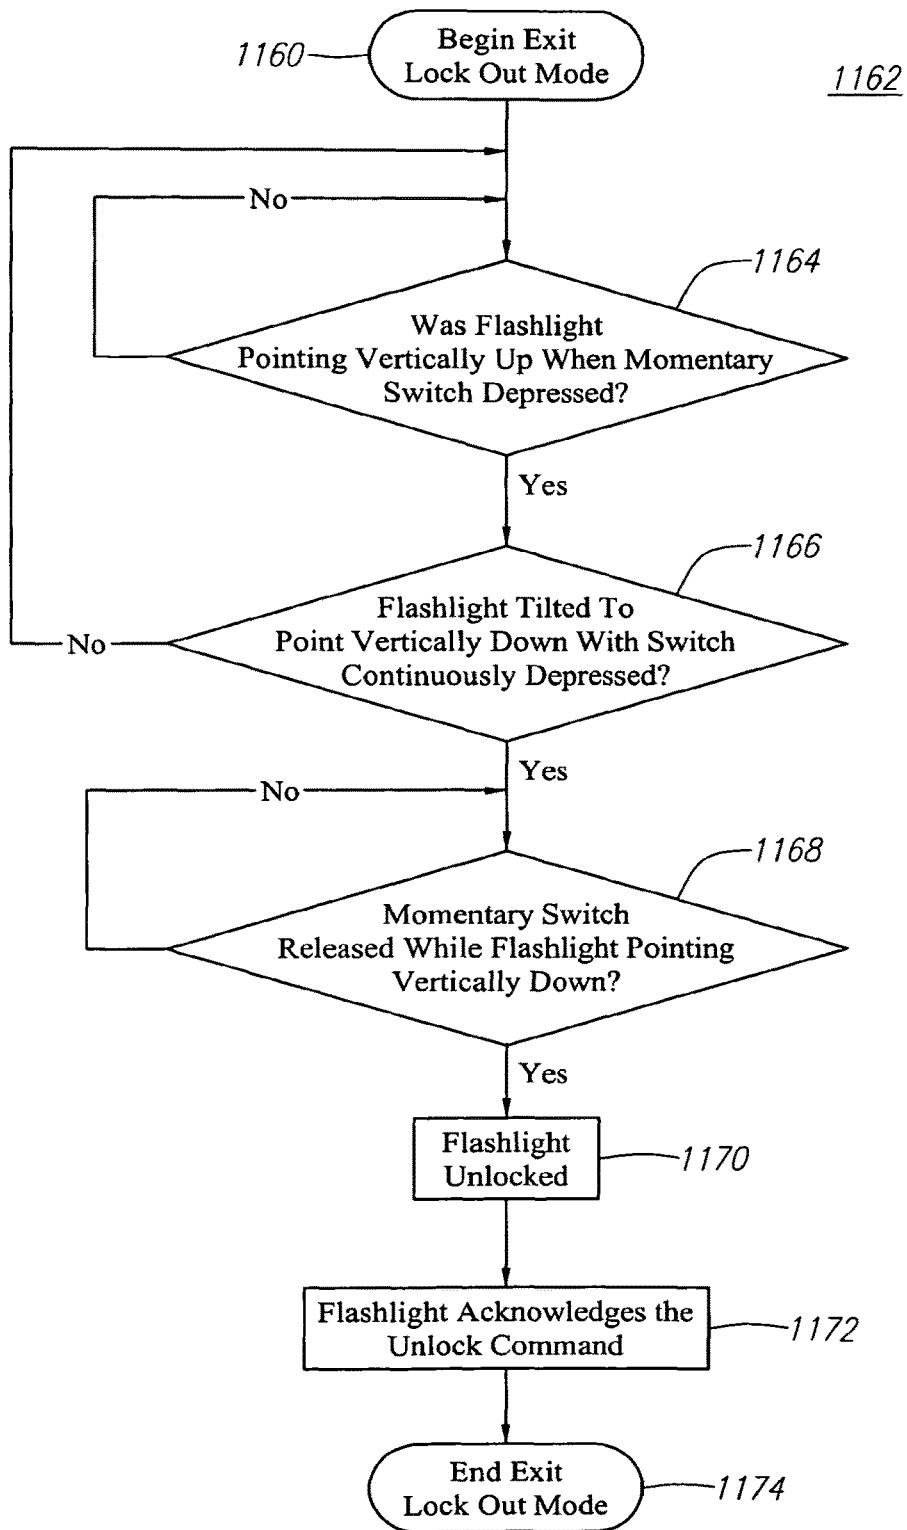 Begin Exit
Lock Out Mode
1160
1162
No
1164
Was Flashlight
Pointing Vertically Up When Momentary
Switch Depressed?
Yes
1166
Flashlight Tilted To
Point Vertically Down With Switch
Continuously Depressed?
No
Yes
No
1168
Momentary Switch
Released While Flashlight Pointing
Vertically Down?
Yes
Flashlight
Unlocked
1170
Flashlight Acknowledges the
Unlock Command
1172
End Exit
Lock Out Mode
1174